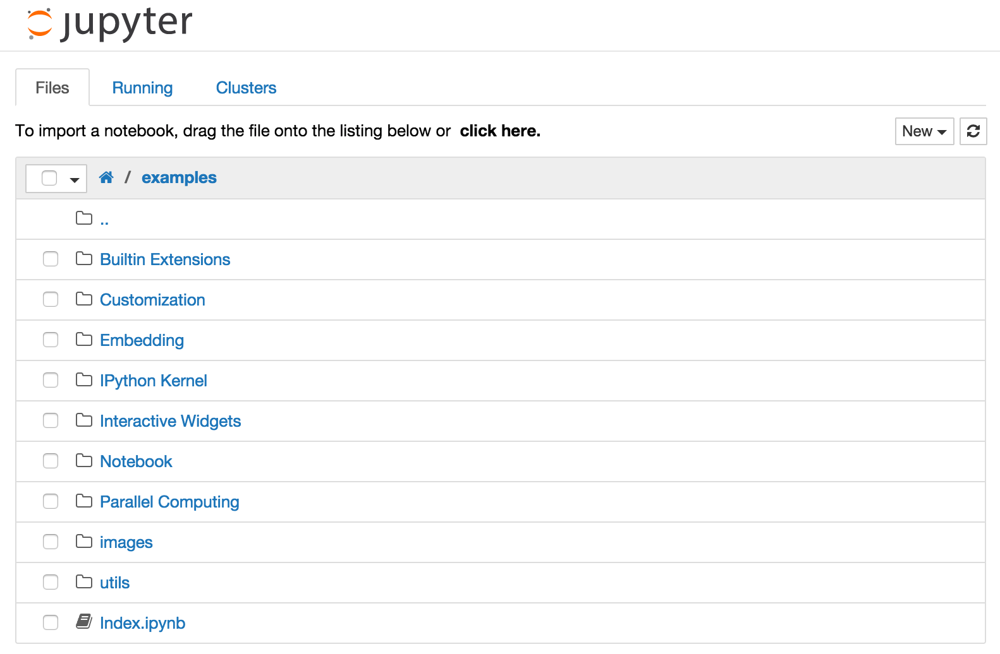 jupyter
Files Running Clusters
To import a notebook, drag the file onto the listing below or click here. New
/ examples
..
Builtin Extensions
Customization
Embedding
IPython Kernel
Interactive Widgets
Notebook
Parallel Computing
images
utils
Index.ipynb